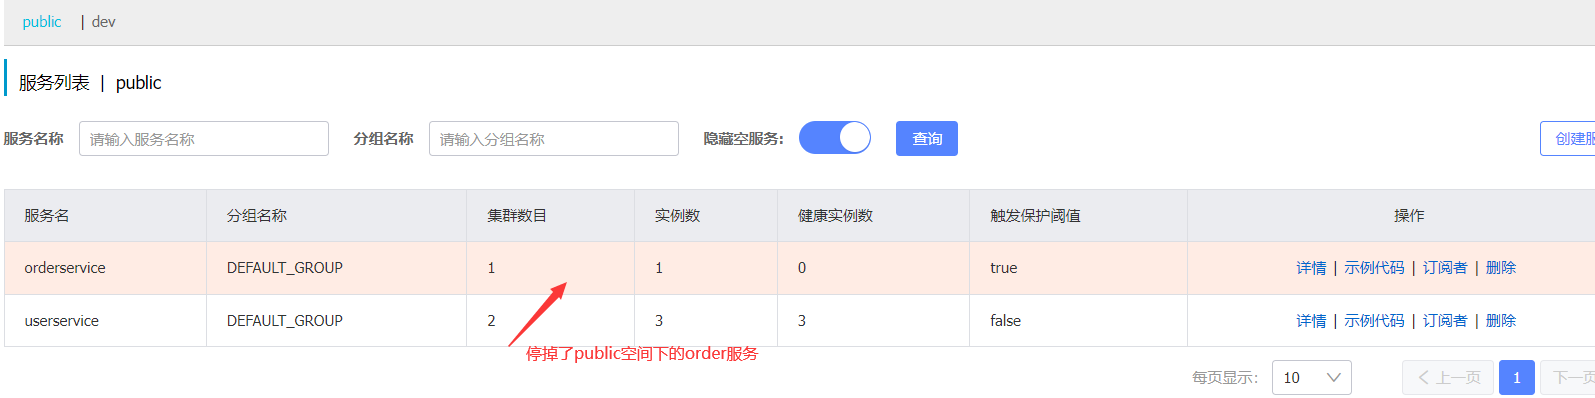 public | dev
服务列表 | public
服务名称 请输入服务名称 分组名称 请输入分组名称 隐藏空服务: 查询 创建服
服务名 分组名称 集群数目 实例数 健康实例数 触发保护阈值 操作
orderservice DEFAULT_GROUP 1 1 0 true 详情 | 示例代码 | 订阅者 | 删除
userservice DEFAULT_GROUP 2 3 3 false 详情 | 示例代码 | 订阅者 | 删除
停掉了public空间下的order服务
每页显示: 10 上一页 1 下一页